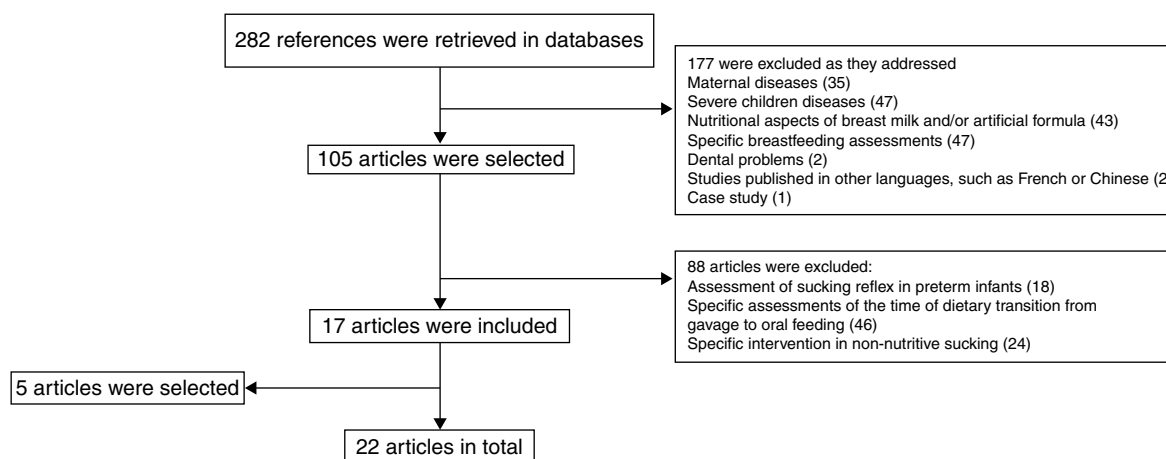 282 references were retrieved in databases
177 were excluded as they addressed
Maternal diseases (35)
Severe children diseases (47)
Nutritional aspects of breast milk and/or artificial formula (43)
Specific breastfeeding assessments (47)
Dental problems (2)
Studies published in other languages, such as French or Chinese (2
Case study (1)
105 articles were selected
88 articles were excluded:
Assessment of sucking reflex in preterm infants (18)
Specific assessments of the time of dietary transition from
gavage to oral feeding (46)
Specific intervention in non-nutritive sucking (24)
17 articles were included
5 articles were selected
22 articles in total